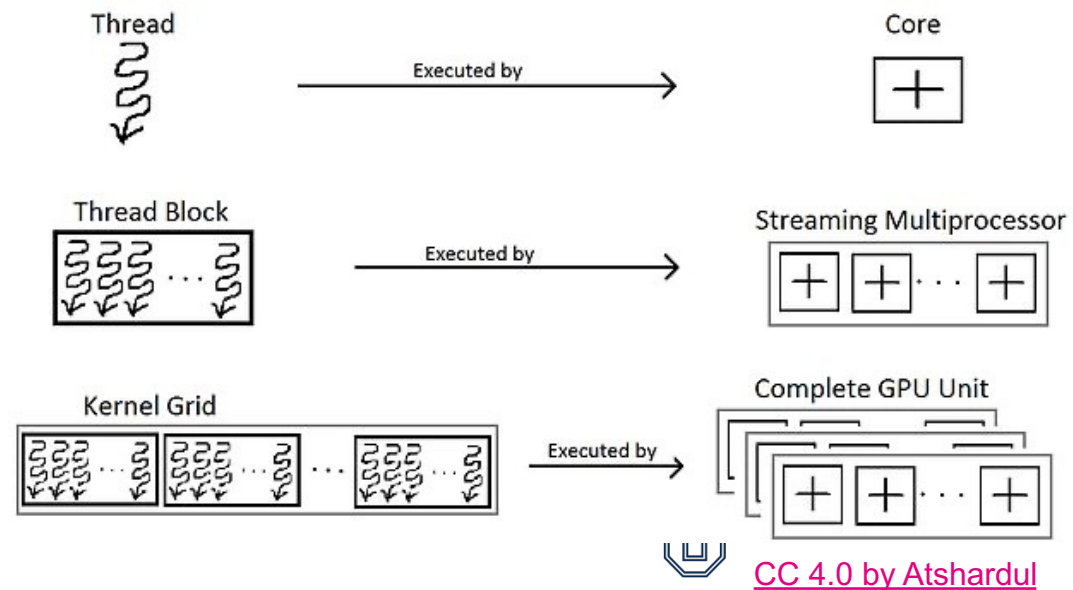 Thread
Core
Executed by
Thread Block
Streaming Multiprocessor
Executed by
Kernel Grid
Complete GPU Unit
Executed by
CC 4.0 by Atshardul